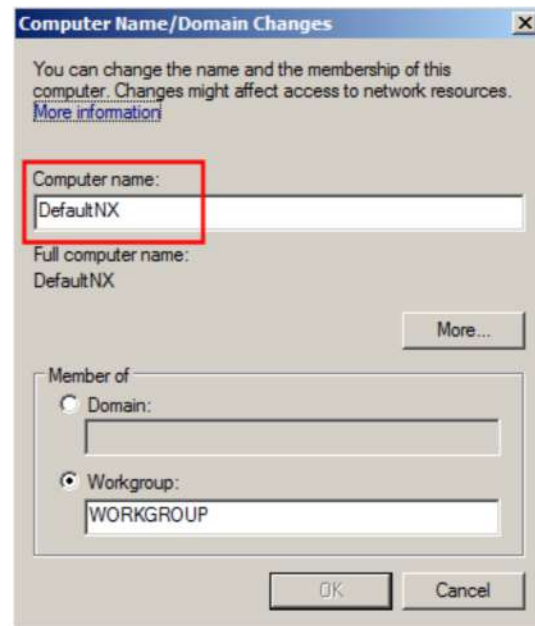 Computer Name/Domain Changes
You can change the name and the membership of this
computer. Changes might affect access to network resources.
More information
Computer name:
DefaultNX
Full computer name:
DefaultNX
More...
Member of
Domain:
Workgroup:
WORKGROUP
OK
Cancel